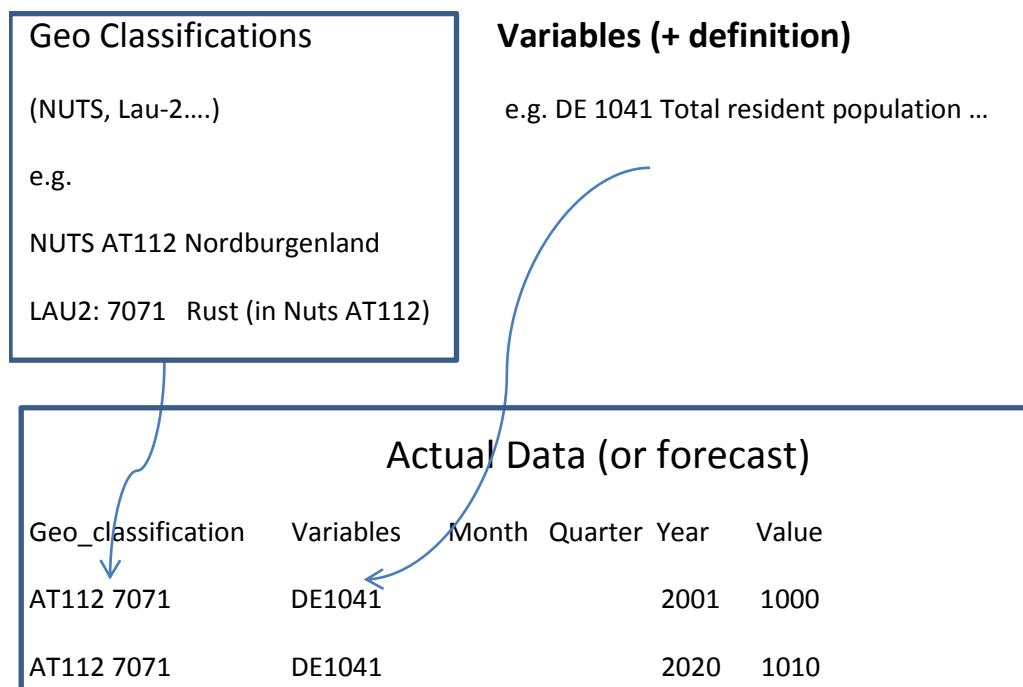 Geo Classifications
(NUTS, Lau-2….)
e.g.
NUTS AT112 Nordburgenland
LAU2: 7071 Rust (in Nuts AT112)
Variables (+ definition)
e.g. DE 1041 Total resident population …
Actual Data (or forecast)
Geo_classification Variables Month Quarter Year Value
AT112 7071 DE1041 2001 1000
AT112 7071 DE1041 2020 1010